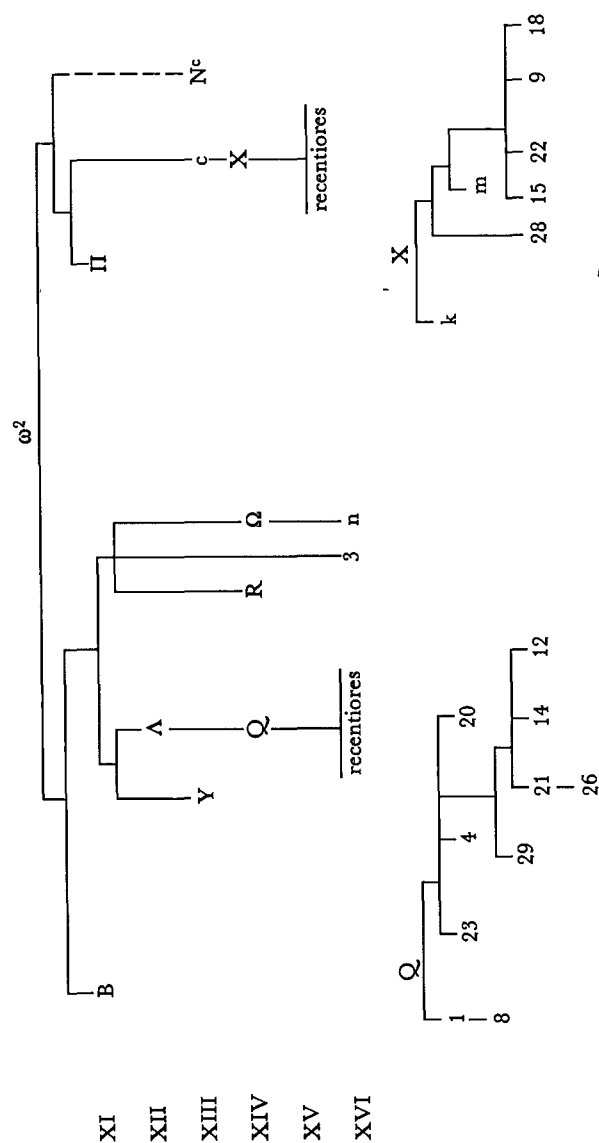 ω²
XI B Π
XII Λ
XIII Y c Nᶜ
XIV Q R Ω X
XV recentiores
XVI recentiores 3 n
Q X
1 23 4 20 k m
8
29 21 14 12 28 15 22 9 18
26